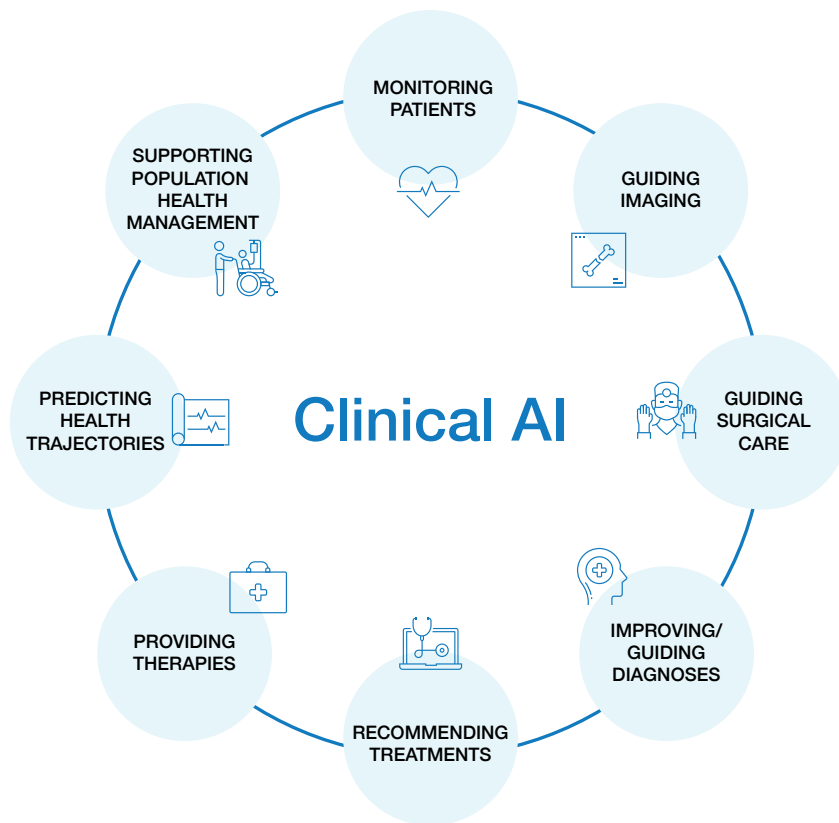 MONITORING
PATIENTS
GUIDING
IMAGING
GUIDING
SURGICAL
CARE
IMPROVING/
GUIDING
DIAGNOSES
RECOMMENDING
TREATMENTS
PROVIDING
THERAPIES
PREDICTING
HEALTH
TRAJECTORIES
SUPPORTING
POPULATION
HEALTH
MANAGEMENT
Clinical AI